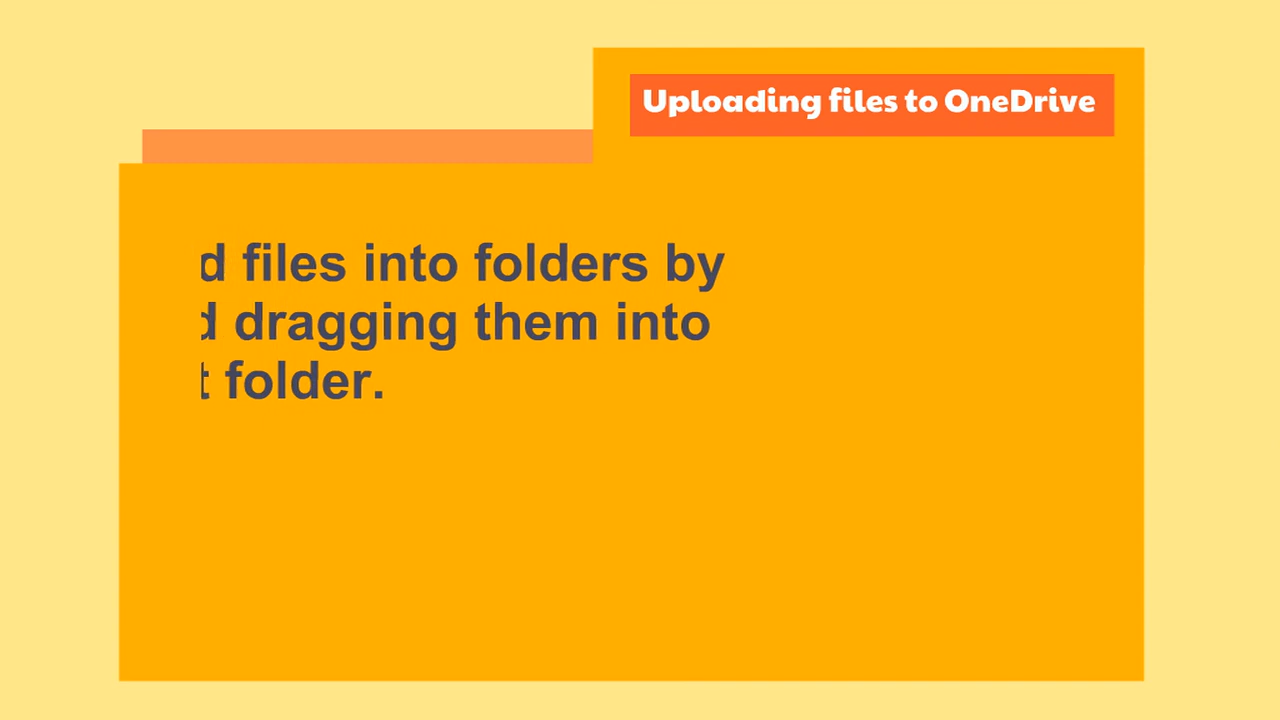 Uploading files to OneDrive
files into folders by
dragging them into
folder.